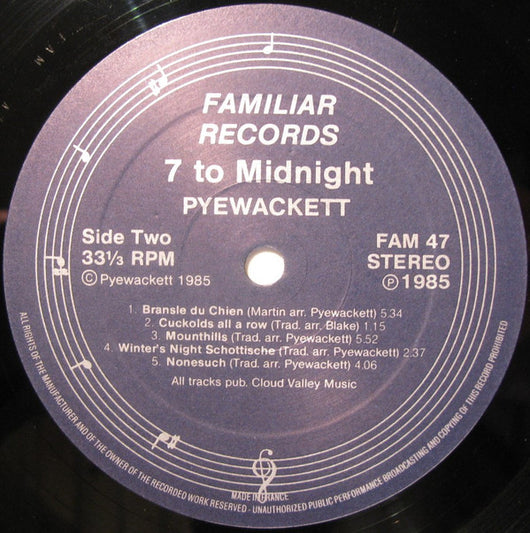 FAMILIAR
RECORDS
7 to Midnight
PYEWACKETT
Side Two
33⅓ RPM
Ⓒ Pyewackett 1985
FAM 47
STEREO
Ⓟ 1985
1. Bransle du Chien (Martin arr. Pyewackett) 5.34
2. Cuckolds all a row (Trad. arr. Blake) 1.15
3. Mounthills (Trad. arr. Pyewackett) 5.52
4. Winter's Night Schottische (Trad. arr. Pyewackett) 2.37
5. Nonesuch (Trad. arr. Pyewackett) 4.06
All tracks pub. Cloud Valley Music
MADE IN FRANCE
ALL RIGHTS OF THE MANUFACTURER AND OF THE OWNER OF THE RECORDED WORK RESERVED - UNAUTHORIZED PUBLIC PERFORMANCE BROADCASTING AND COPYING OF THIS RECORD PROHIBITED